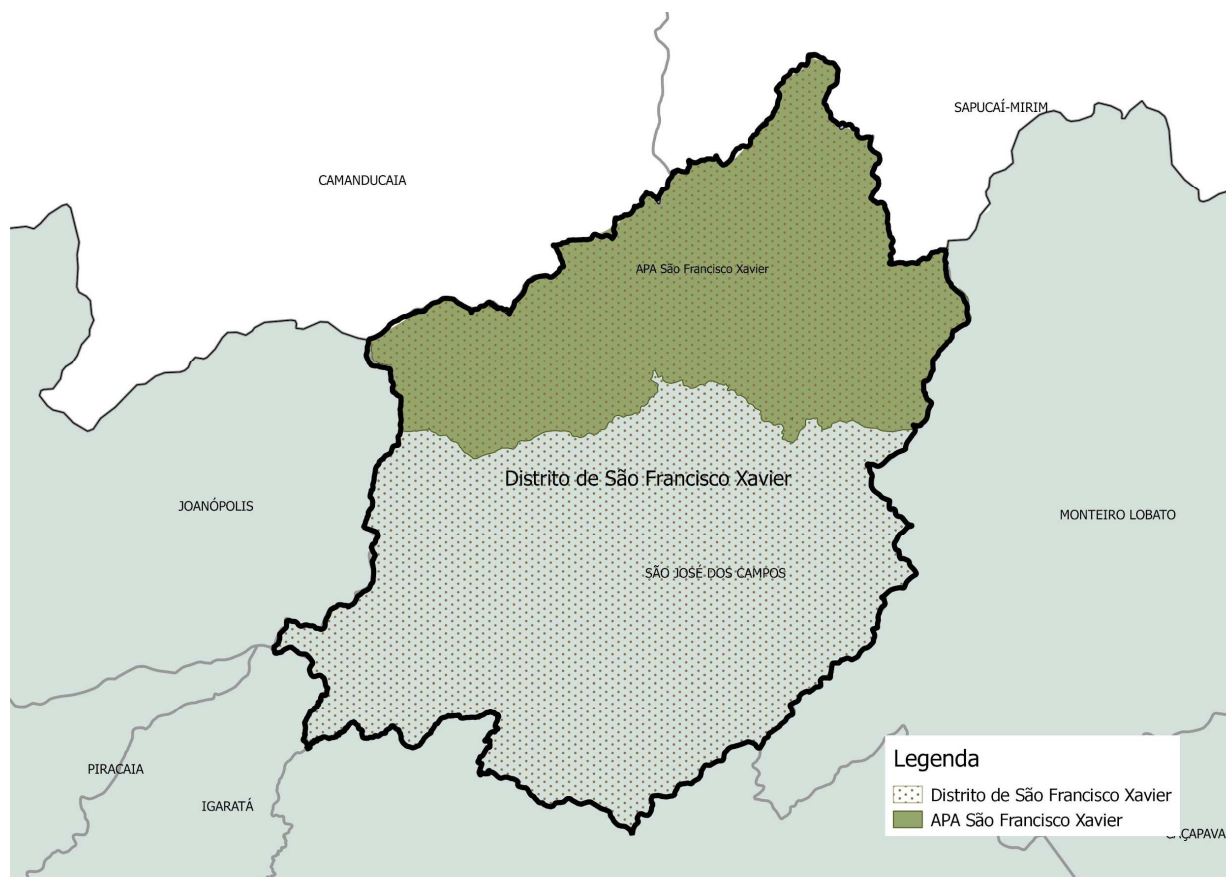 SAPUCAÍ-MIRIM
CAMANDUCAIA
APA São Francisco Xavier
Distrito de São Francisco Xavier
JOANÓPOLIS
MONTEIRO LOBATO
SÃO JOSÉ DOS CAMPOS
PIRACAIA
IGARATÁ
Legenda
Distrito de São Francisco Xavier
APA São Francisco Xavier
CAÇAPAVA